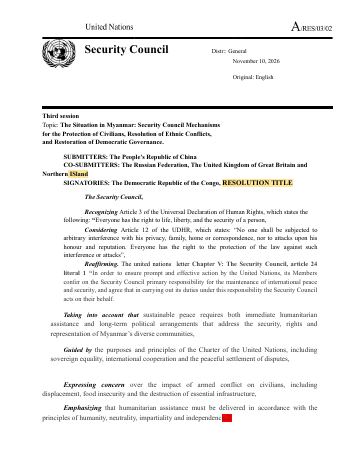 United Nations
A/RES/03/02
Security Council
Distr: General
November 10, 2026
Original: English
Third session
Topic: The Situation in Myanmar: Security Council Mechanisms
for the Protection of Civilians, Resolution of Ethnic Conflicts,
and Restoration of Democratic Governance.
SUBMITTERS: The People's Republic of China
CO-SUBMITTERS: The Russian Federation, The United Kingdom of Great Britain and
Northern ISland
SIGNATORIES: The Democratic Republic of the Congo, RESOLUTION TITLE
The Security Council,
Recognizing Article 3 of the Universal Declaration of Human Rights, which states the
following: "Everyone has the right to life, liberty, and the security of a person,
Considering Article 12 of the UDHR, which states: "No one shall be subjected to
arbitrary interference with his privacy, family, home or correspondence, nor to attacks upon his
honour and reputation. Everyone has the right to the protection of the law against such
interference or attacks",
Reaffirming. The united nations letter Chapter V: The Security Council, article 24
literal 1 "In order to ensure prompt and effective action by the United Nations, its Members
confer on the Security Council primary responsibility for the maintenance of international peace
and security, and agree that in carrying out its duties under this responsibility the Security Council
acts on their behalf.
Taking into account that sustainable peace requires both immediate humanitarian
assistance and long-term political arrangements that address the security, rights and
representation of Myanmar's diverse communities,
Guided by the purposes and principles of the Charter of the United Nations, including
sovereign equality, international cooperation and the peaceful settlement of disputes,
Expressing concern over the impact of armed conflict on civilians, including
displacement, food insecurity and the destruction of essential infrastructure,
Emphasizing that humanitarian assistance must be delivered in accordance with the
principles of humanity, neutrality, impartiality and independenc